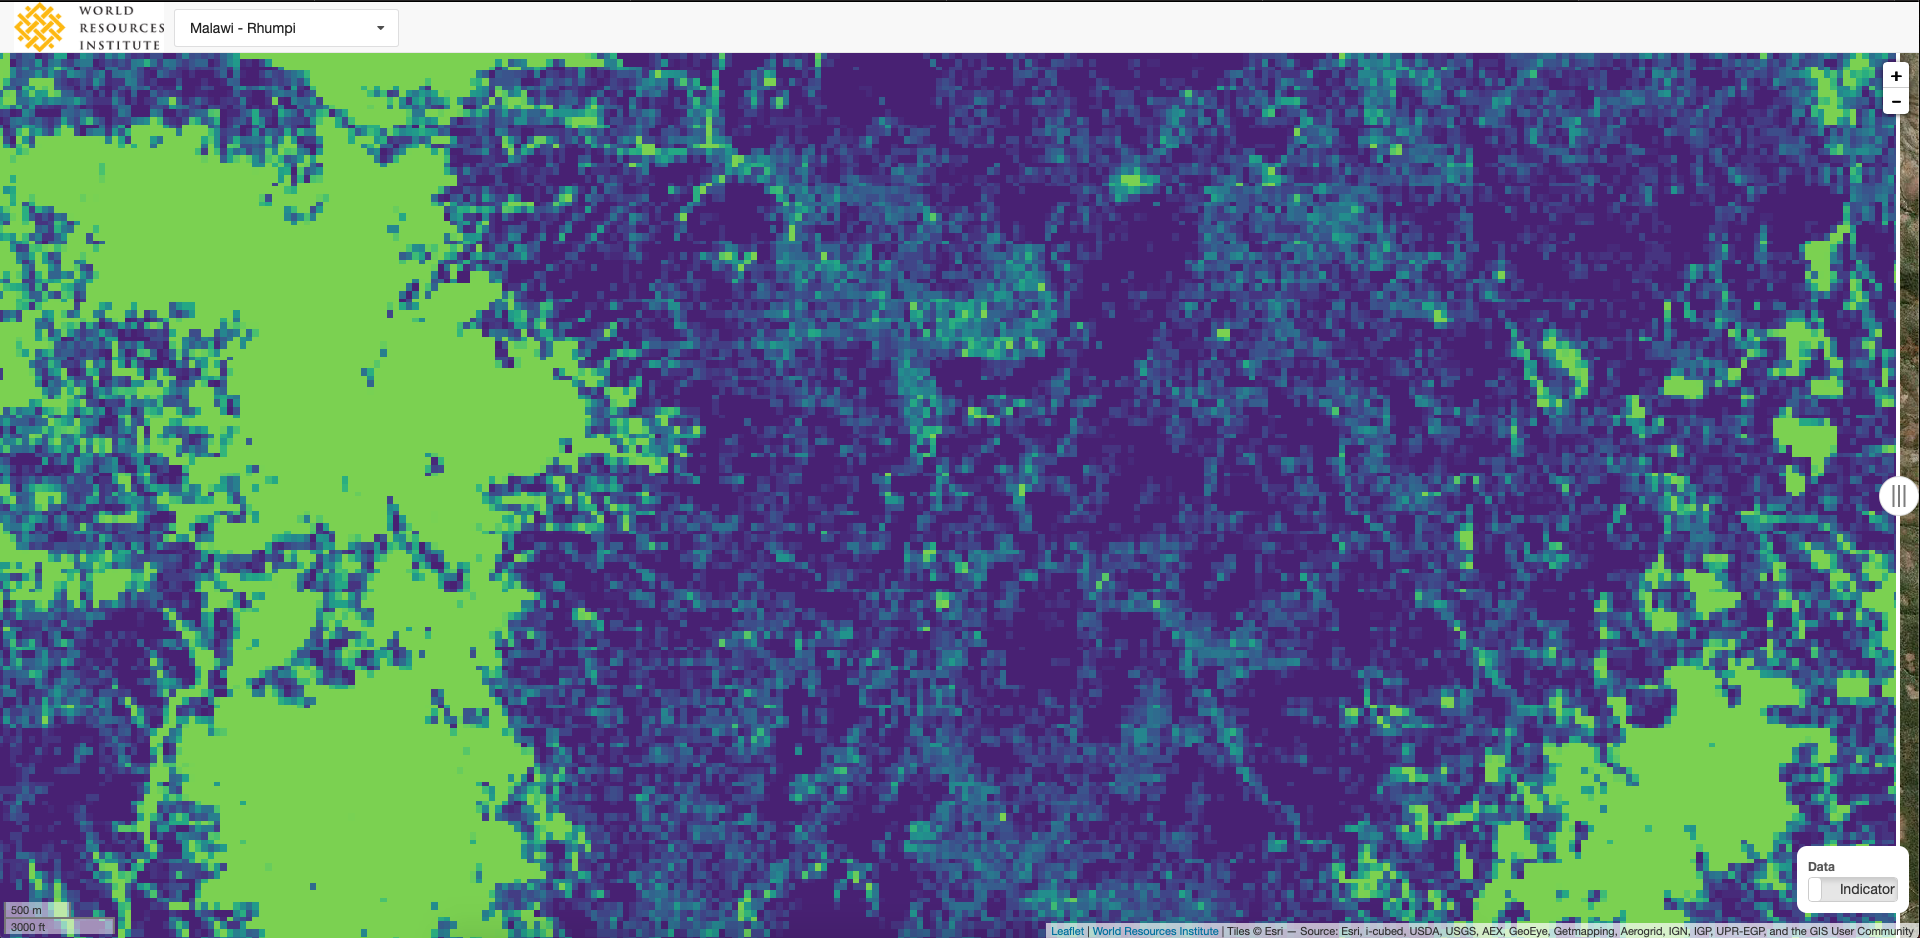 WORLD
RESOURCES
INSTITUTE
Malawi - Rhumpi
+
-
Data
Indicator
500 m
3000 ft
Leaflet | World Resources Institute | Tiles © Esri — Source: Esri, i-cubed, USDA, USGS, AEX, GeoEye, Getmapping, Aerogrid, IGN, IGP, UPR-EGP, and the GIS User Community